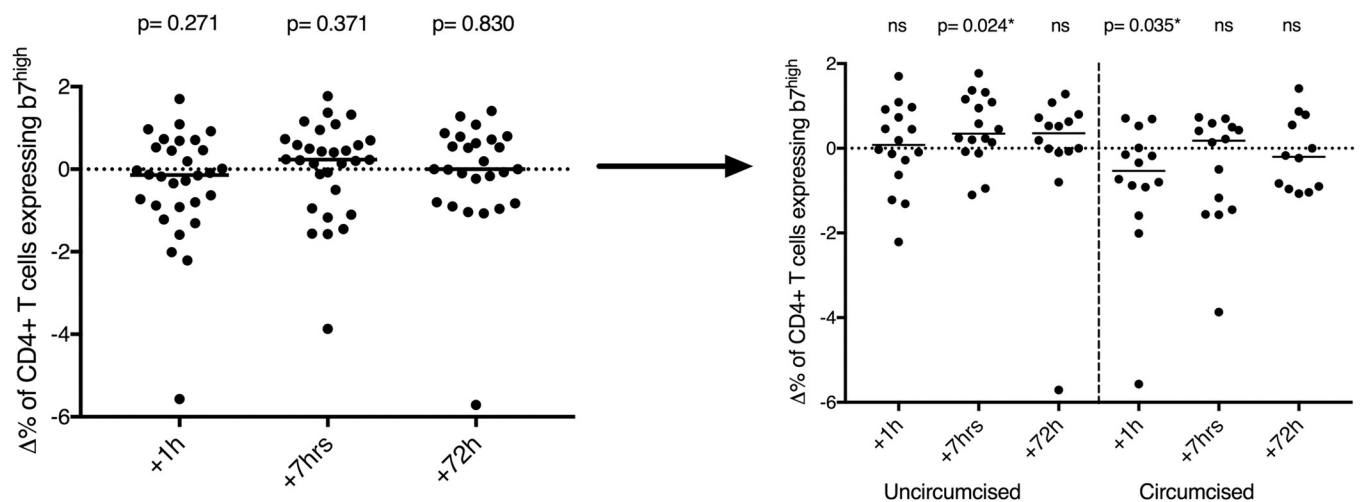 p= 0.271 p= 0.371 p= 0.830
Δ% of CD4+ T cells expressing b7high
2
0
-2
-4
-6
+1h +7hrs +72h
ns p= 0.024* ns p= 0.035* ns ns
Δ% of CD4+ T cells expressing b7high
2
0
-2
-4
-6
+1h +7hrs +72h +1h +7hrs +72h
Uncircumcised Circumcised